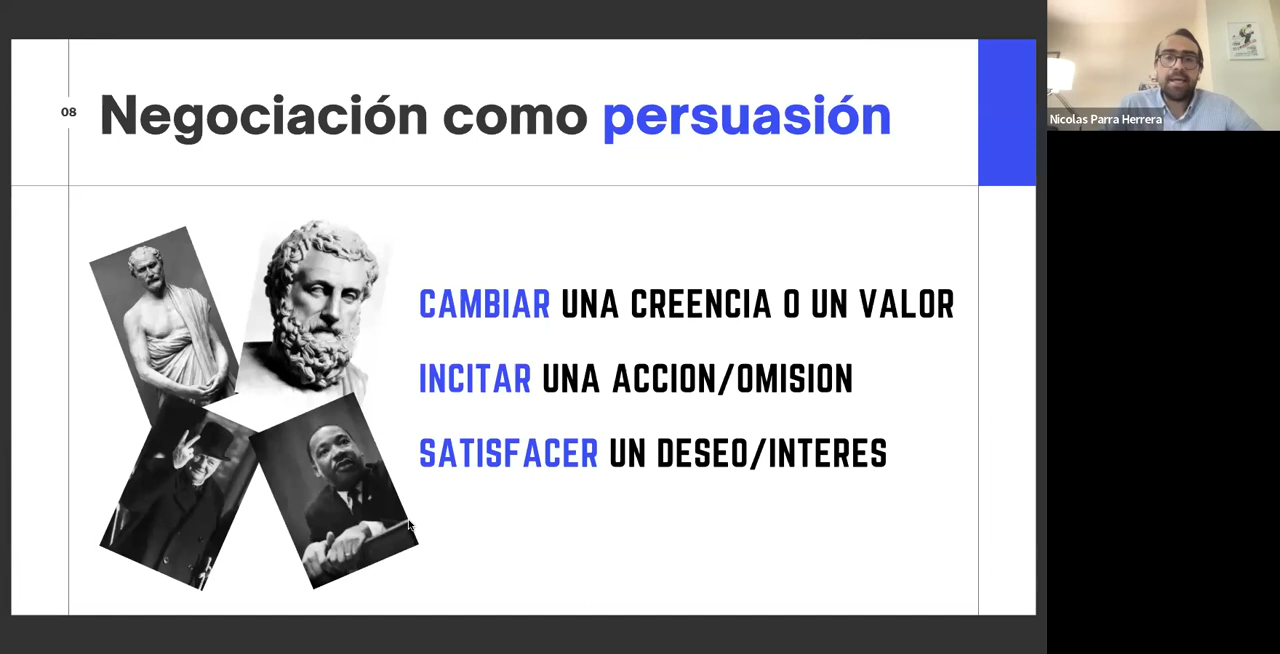 08
Negociación como persuasión
CAMBIAR UNA CREENCIA O UN VALOR
INCITAR UNA ACCION/OMISION
SATISFACER UN DESEO/INTERES
Nicolas Parra Herrera